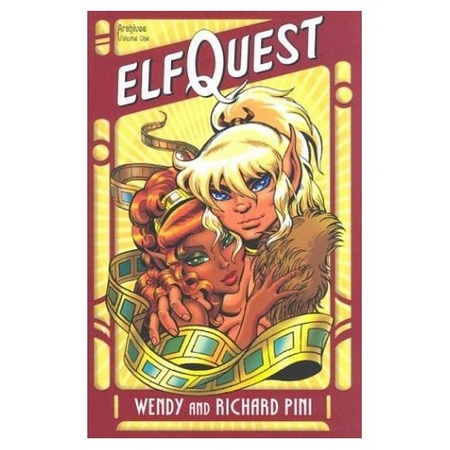 Archives
Volume One
ELFQUEST
WENDY AND RICHARD PINI